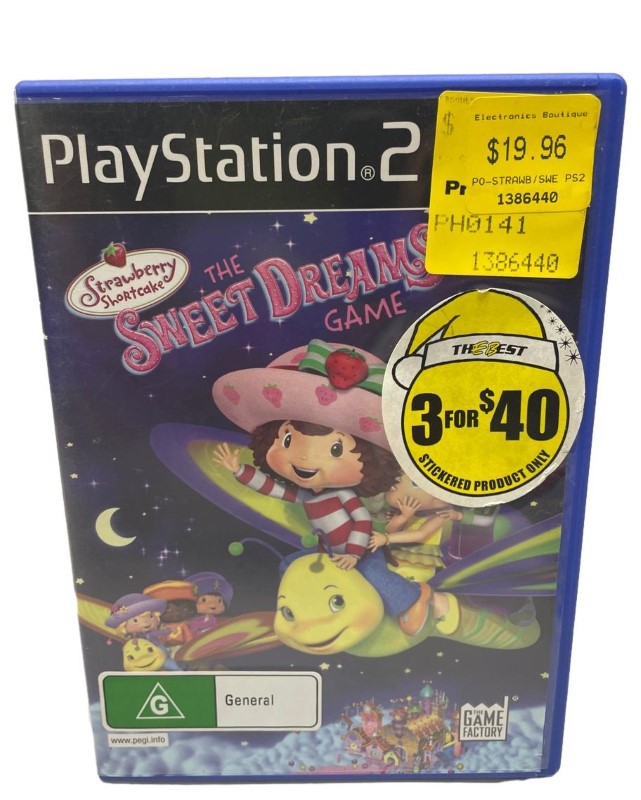 PlayStation®2
Electronics Boutique
$19.96
PO-STRAWB/SWE PS2
1386440
$
Pr
PH0141
1386440
Strawberry
Shortcake
THE
SWEET DREAMS
GAME
THE BEST
3 FOR $40
STICKERED PRODUCT ONLY
G
General
www.pegi.info
THE
GAME
FACTORY